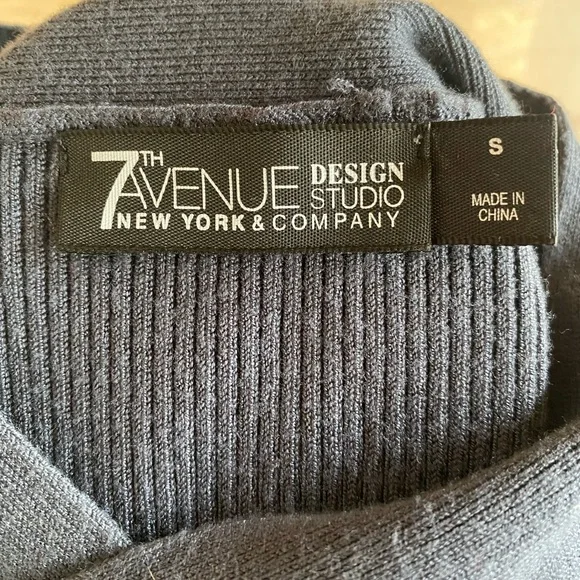 7TH AVENUE DESIGN STUDIO
NEW YORK & COMPANY
S
MADE IN
CHINA